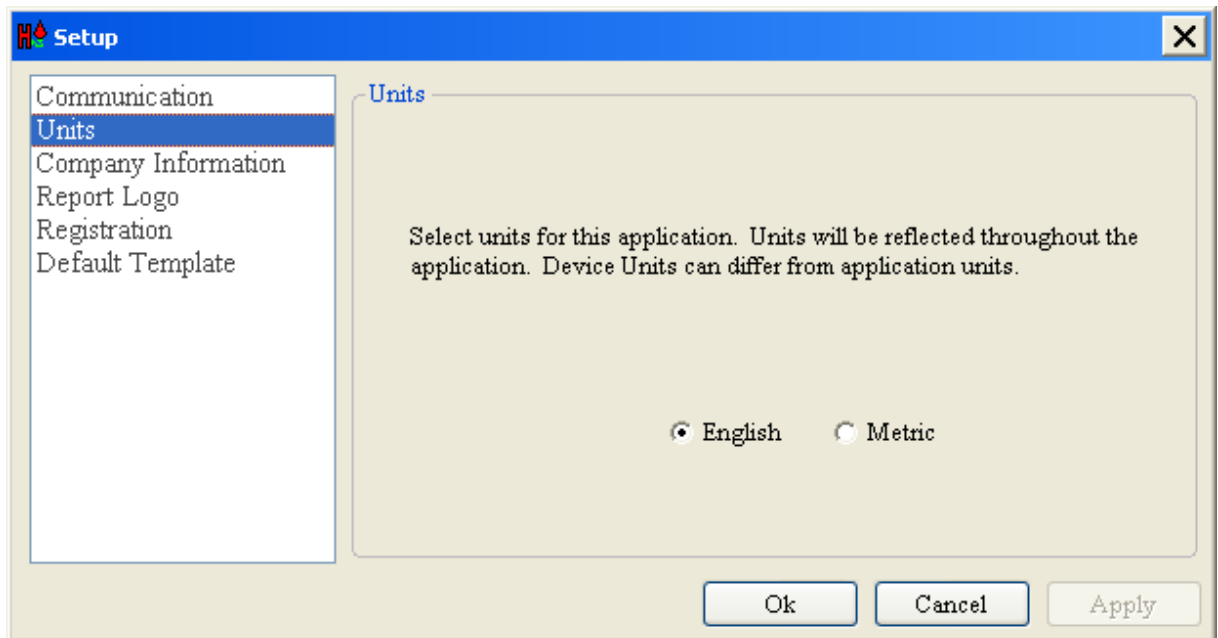 Setup
Communication
Units
Company Information
Report Logo
Registration
Default Template
Units
Select units for this application. Units will be reflected throughout the
application. Device Units can differ from application units.
English Metric
Ok Cancel Apply